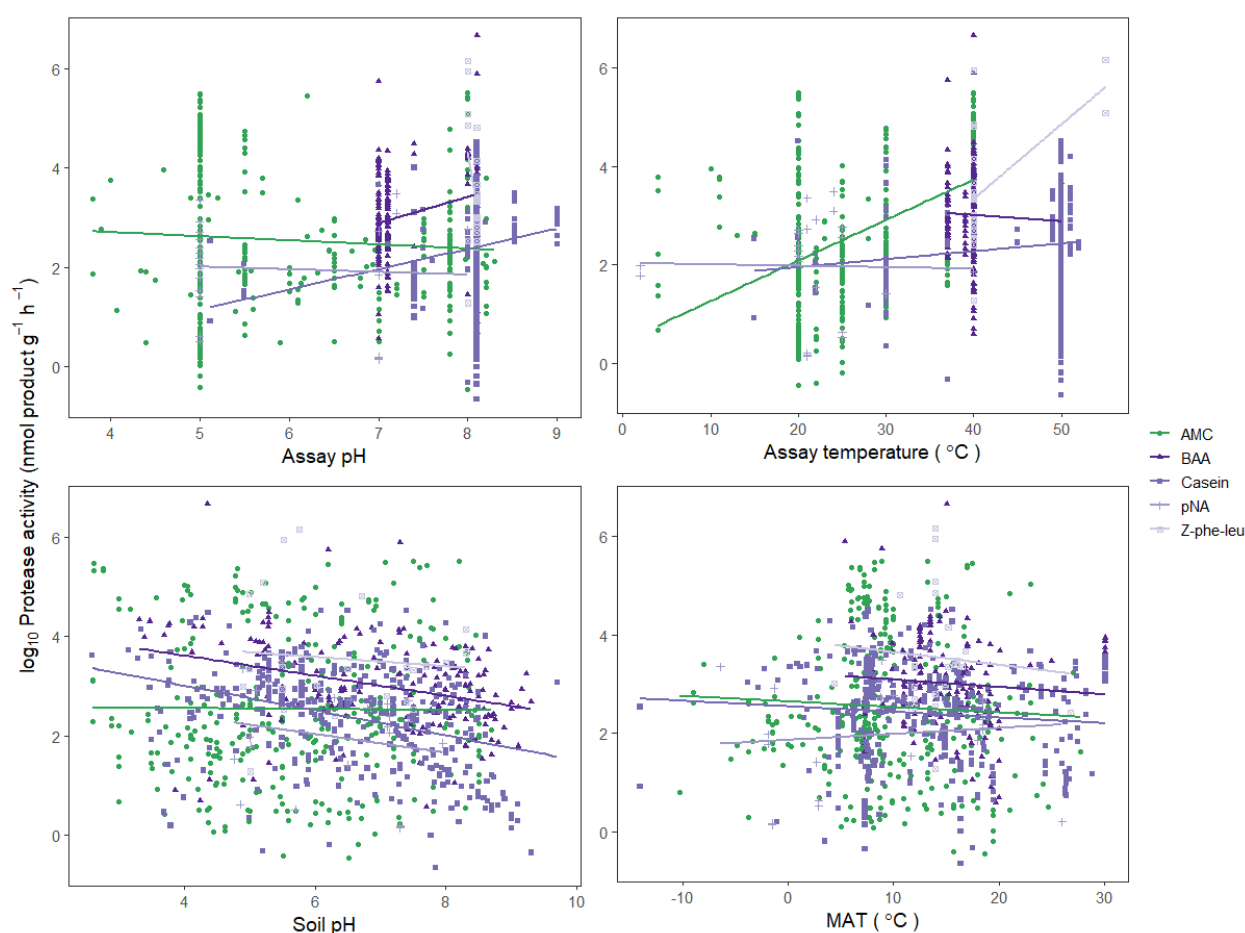 log₁₀ Protease activity (nmol product g⁻¹ h⁻¹)
6
4
2
0
4 5 6 7 8 9
Assay pH
6
4
2
0
0 10 20 30 40 50
Assay temperature ( °C )
6
4
2
0
4 6 8 10
Soil pH
6
4
2
0
-10 0 10 20 30
MAT ( °C )
AMC
BAA
Casein
pNA
Z-phe-leu